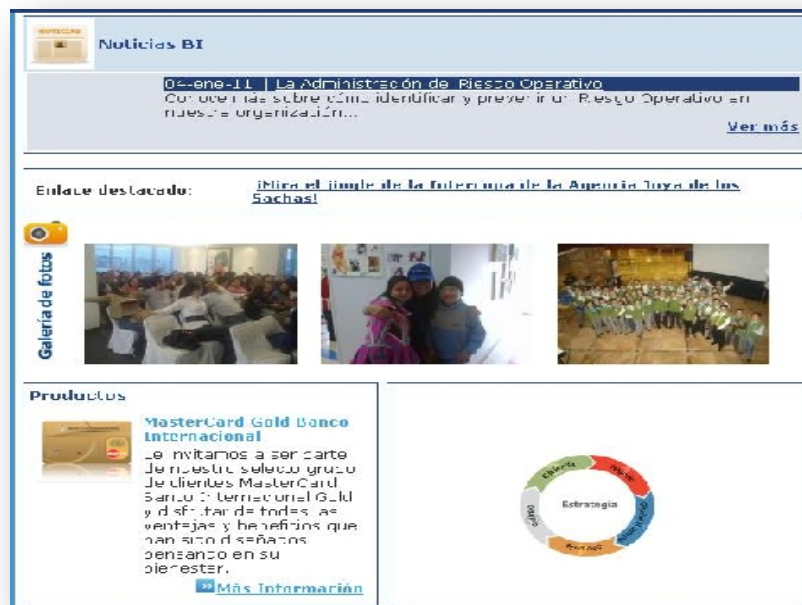 NOTICIAS
Noticias BI
04-ene-11 | La Administración de Riesgo Operativo
Conoce más sobre cómo identificar y prevenir un Riesgo Operativo en
nuestra organización...
Ver más
Enlace destacado:
¡Mira el jingle de la Intercopa de la Agencia Joya de los
Sachas!
Galería de fotos
Productos
MasterCard Gold Banco
Internacional
Le invitamos a ser parte
de nuestro selecto grupo
de clientes MasterCard
Banco Internacional Gold
y disfrutar de todas las
ventajas y beneficios que
han sido diseñados
pensando en su
bienestar.
Más Información
Estrategia